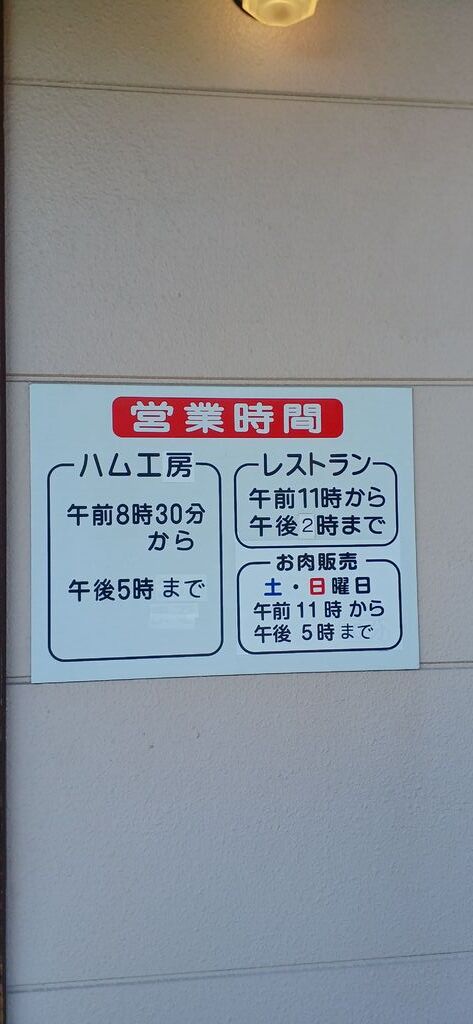 営業時間
ハム工房
午前8時30分
から
午後5時まで
レストラン
午前11時から
午後2時まで
お肉販売
土・日曜日
午前11時から
午後5時まで